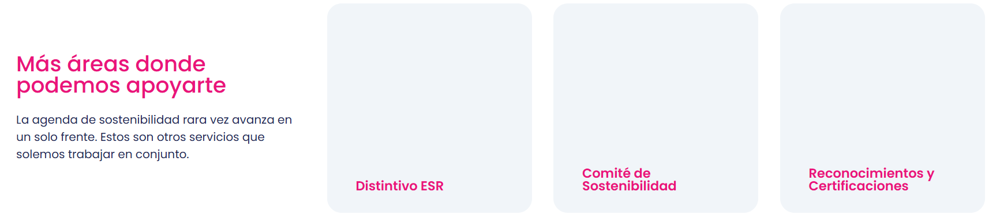 Más áreas donde
podemos apoyarte
La agenda de sostenibilidad rara vez avanza en
un solo frente. Estos son otros servicios que
solemos trabajar en conjunto.
Distintivo ESR
Comité de
Sostenibilidad
Reconocimientos y
Certificaciones